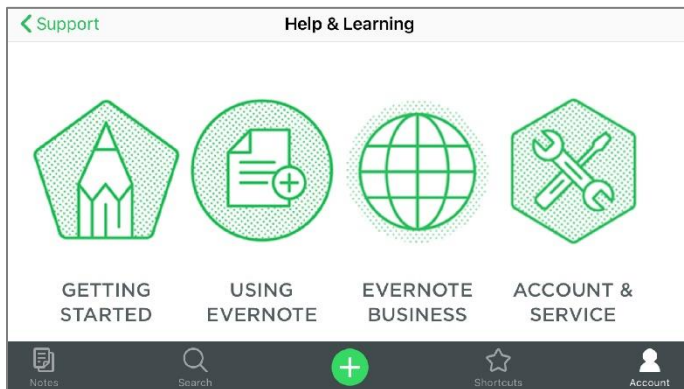 Support
Help & Learning
GETTING
STARTED
USING
EVERNOTE
EVERNOTE
BUSINESS
ACCOUNT &
SERVICE
Notes
Search
Shortcuts
Account